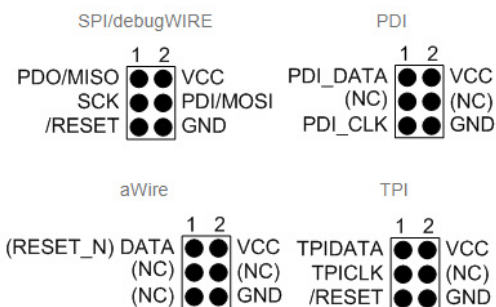 SPI/debugWIRE
1 2
PDO/MISO VCC
SCK PDI/MOSI
/RESET GND
PDI
1 2
PDI_DATA VCC
(NC) (NC)
PDI_CLK GND
aWire
1 2
(RESET_N) DATA VCC
(NC) (NC)
(NC) GND
TPI
1 2
TPIDATA VCC
TPICLK (NC)
/RESET GND